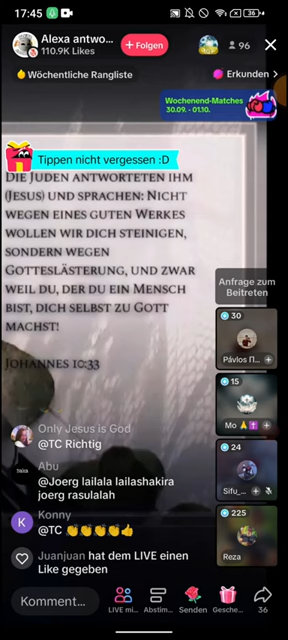 17:45
36
Alexa antwo...
110.9K Likes
+ Folgen
96
Wöchentliche Rangliste
Erkunden >
Wochenend-Matches
30.09. - 01.10.
Tippen nicht vergessen :D
Die Juden antworteten ihm
(Jesus) und sprachen: Nicht
wegen eines guten Werkes
wollen wir dich steinigen,
sondern wegen
Gotteslästerung, und zwar
weil du, der du ein Mensch
bist, dich selbst zu Gott
machst!
Johannes 10:33
Anfrage zum
Beitreten
30
Pávlos Π...
15
Mo
24
Sifu_...
225
Reza
Only Jesus is God
@TC Richtig
Abu
@Joerg lailala lailashakira
joerg rasulalah
K
Konny
@TC 👏👏👏👏👍
Juanjuan hat dem LIVE einen
Like gegeben
Komment...
LIVE mi...
Abstim...
Senden
Gesche...
36